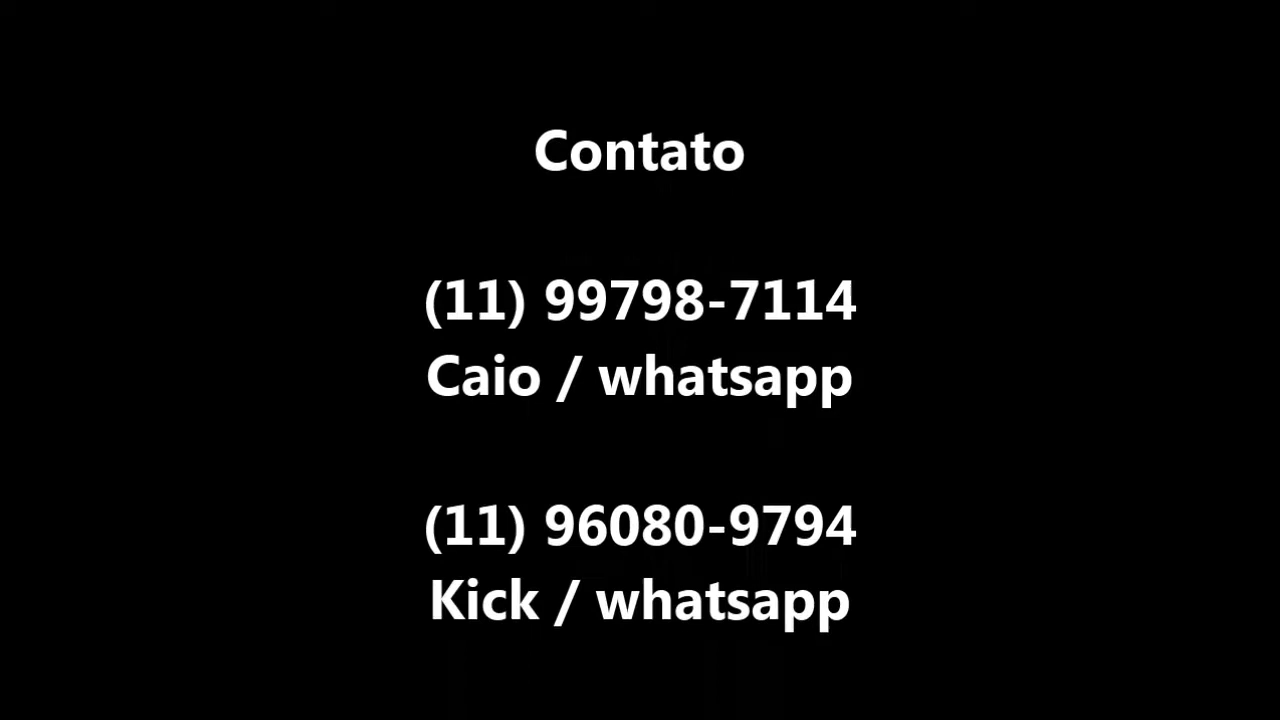 Contato
(11) 99798-7114
Caio / whatsapp
(11) 96080-9794
Kick / whatsapp